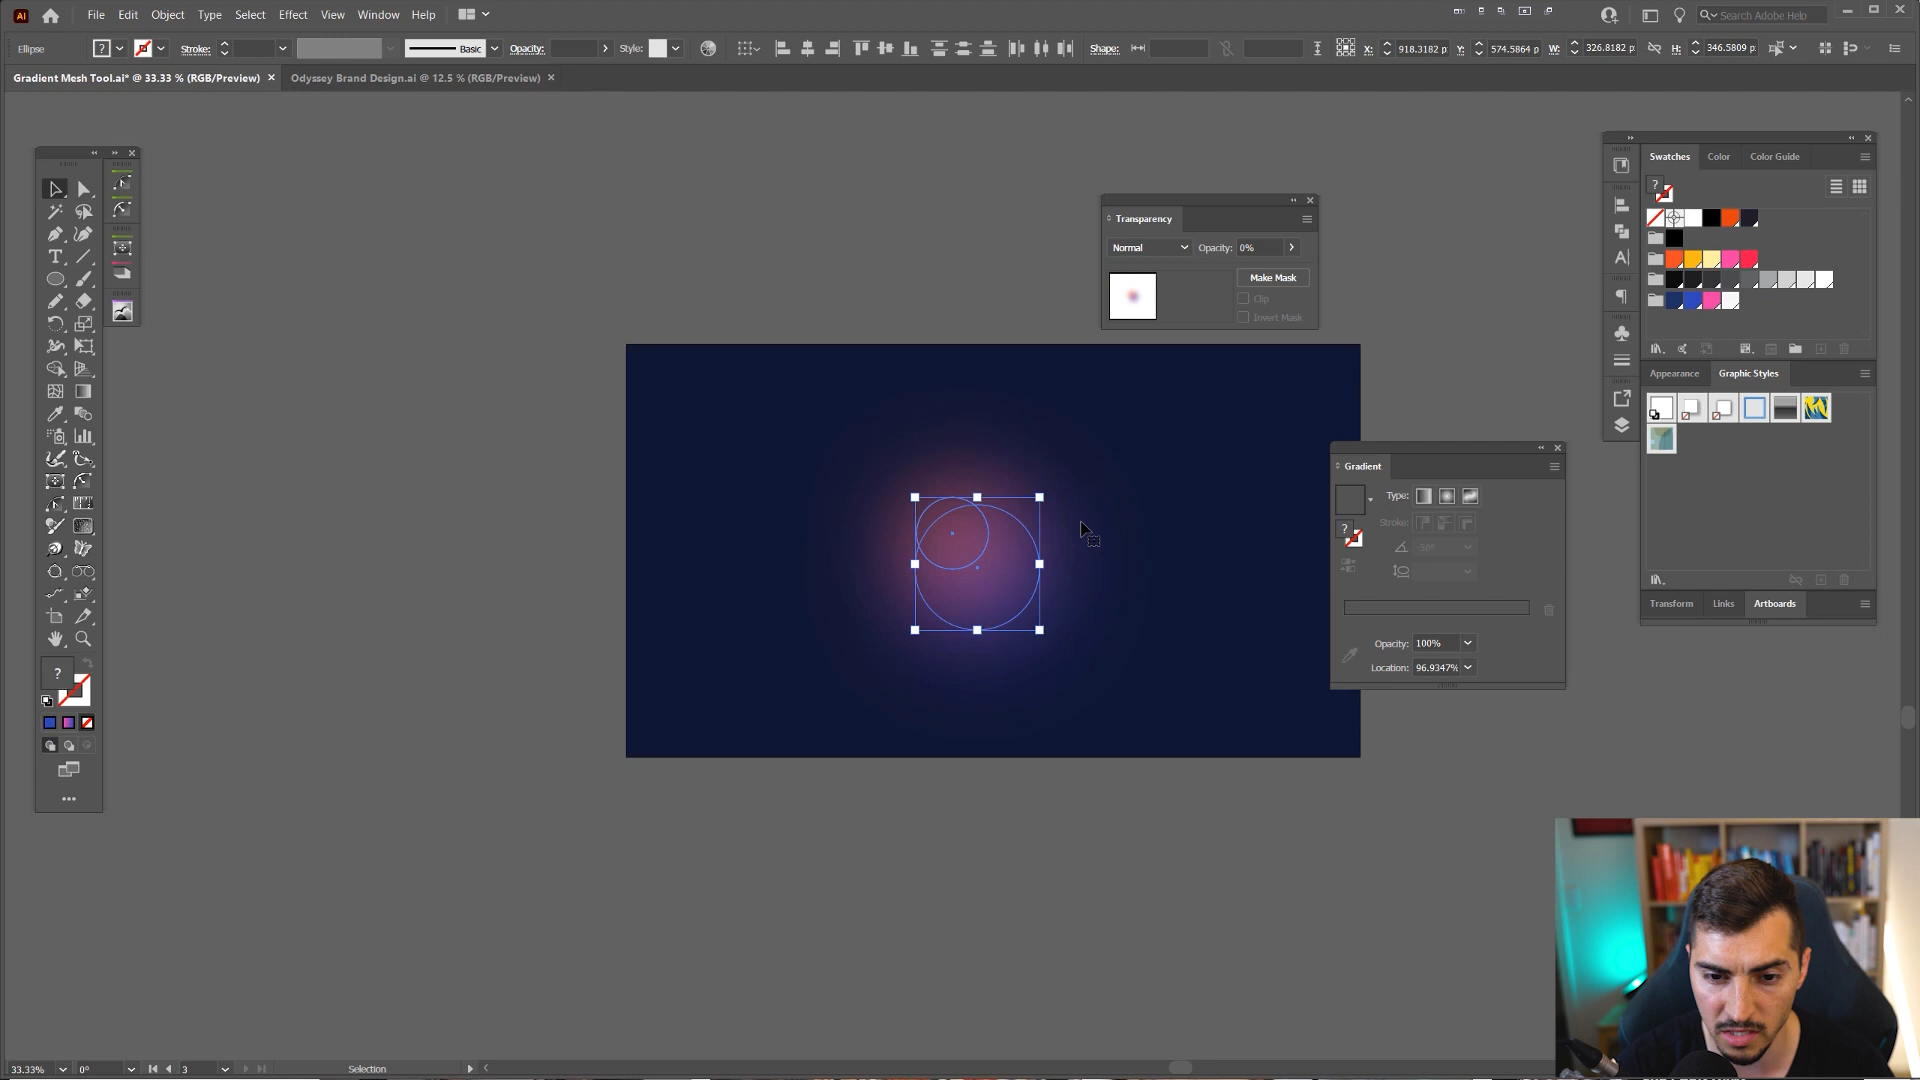 Ai File Edit Object Type Select Effect View Window Help Search Adobe Help
Ellipse ? Stroke: Basic Opacity: Style: Shape: X: 918.3182 p Y: 574.5864 p W: 326.8182 p H: 346.5809 p
Gradient Mesh Tool.ai* @ 33.33 % (RGB/Preview) × Odyssey Brand Design.ai @ 12.5 % (RGB/Preview) ×
Swatches Color Color Guide
?
Transparency
Normal Opacity: 0%
Make Mask
Clip
Invert Mask
Appearance Graphic Styles
Gradient
Type:
Stroke:
?
-50°
Opacity: 100%
Location: 96.9347%
Transform Links Artboards
?
33.33% 0° 3 Selection